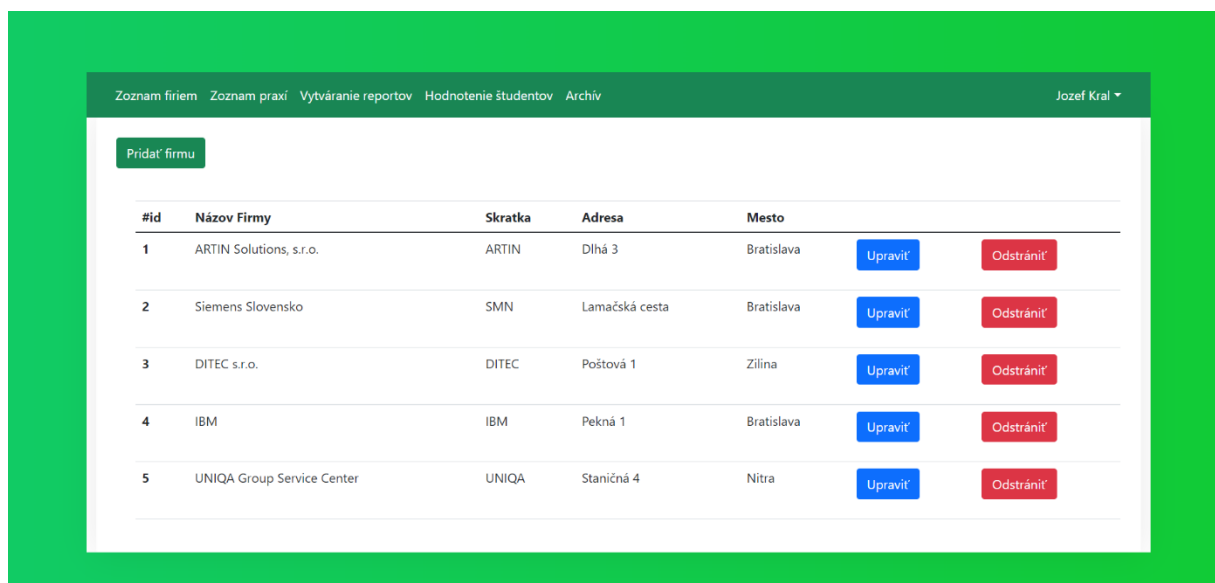 Zoznam firiem Zoznam praxí Vytváranie reportov Hodnotenie študentov Archív Jozef Kral
Pridať firmu
#id Názov Firmy Skratka Adresa Mesto
1 ARTIN Solutions, s.r.o. ARTIN Dlhá 3 Bratislava Upraviť Odstrániť
2 Siemens Slovensko SMN Lamačská cesta Bratislava Upraviť Odstrániť
3 DITEC s.r.o. DITEC Poštová 1 Zilina Upraviť Odstrániť
4 IBM IBM Pekná 1 Bratislava Upraviť Odstrániť
5 UNIQA Group Service Center UNIQA Staničná 4 Nitra Upraviť Odstrániť